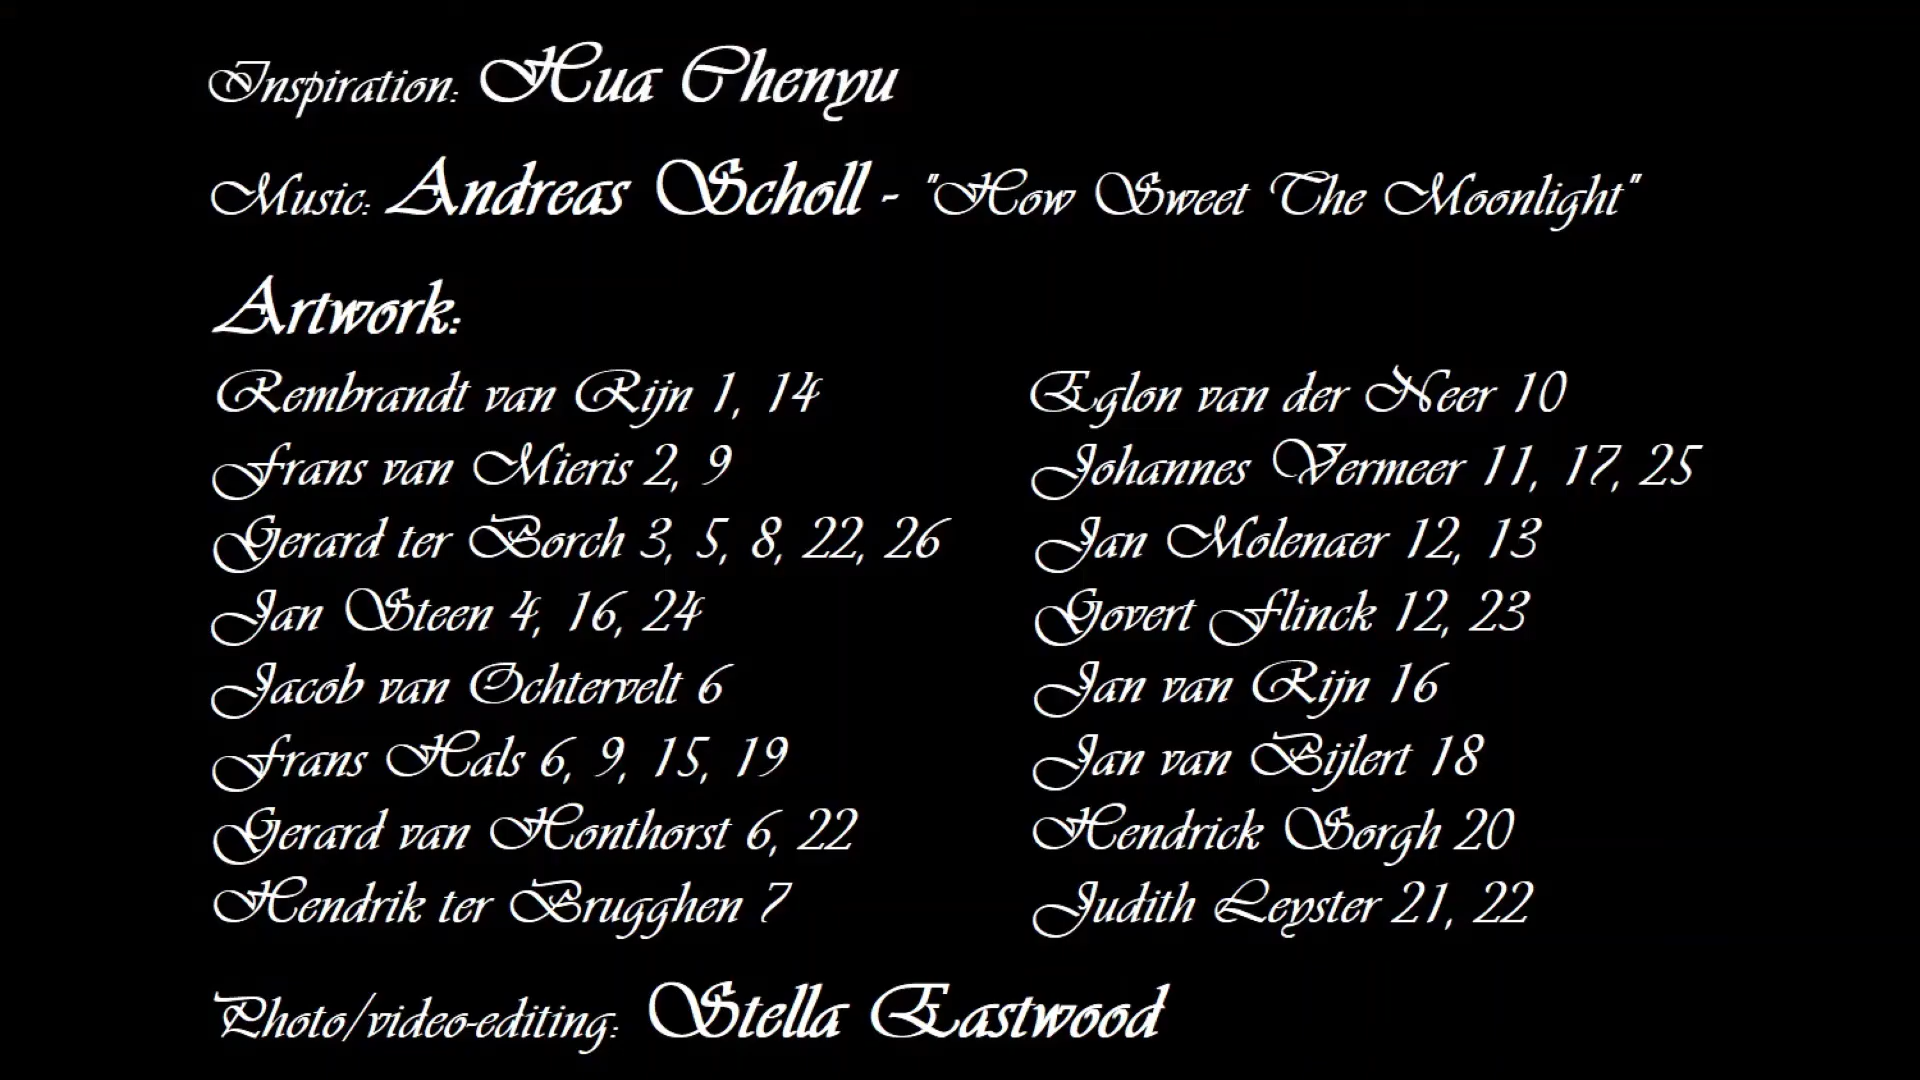 Inspiration: Hua Chenyu
Music: Andreas Scholl - "How Sweet The Moonlight"
Artwork:
Rembrandt van Rijn 1, 14
Frans van Mieris 2, 9
Gerard ter Borch 3, 5, 8, 22, 26
Jan Steen 4, 16, 24
Jacob van Ochtervelt 6
Frans Hals 6, 9, 15, 19
Gerard van Honthorst 6, 22
Hendrik ter Brugghen 7
Eglon van der Neer 10
Johannes Vermeer 11, 17, 25
Jan Molenaer 12, 13
Govert Flinck 12, 23
Jan van Rijn 16
Jan van Bijlert 18
Hendrick Sorgh 20
Judith Leyster 21, 22
Photo/video-editing: Stella Eastwood